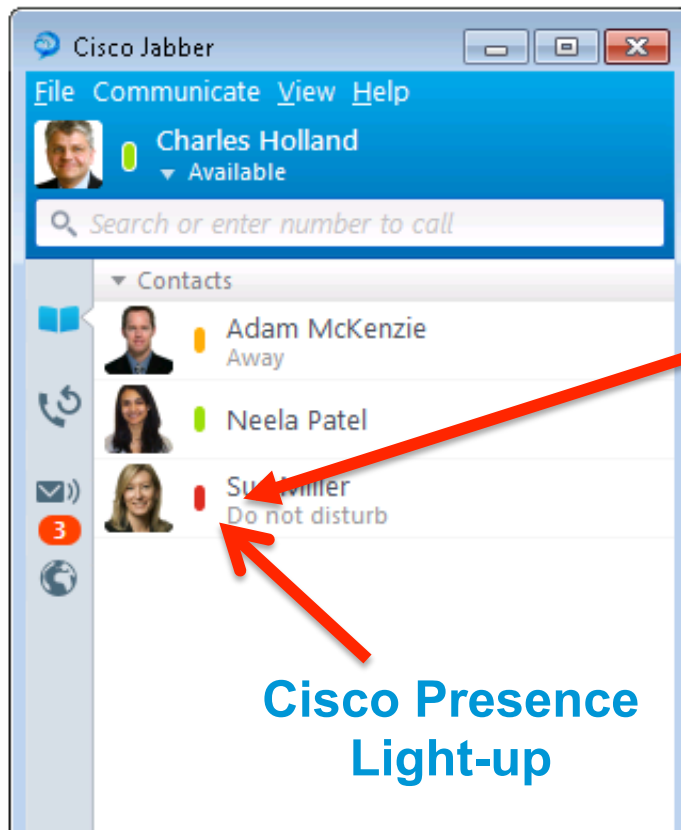 Cisco Jabber
File Communicate View Help
Charles Holland
Available
Search or enter number to call
Contacts
Adam McKenzie
Away
Neela Patel
Miller
Do not disturb
3
Cisco Presence
Light-up